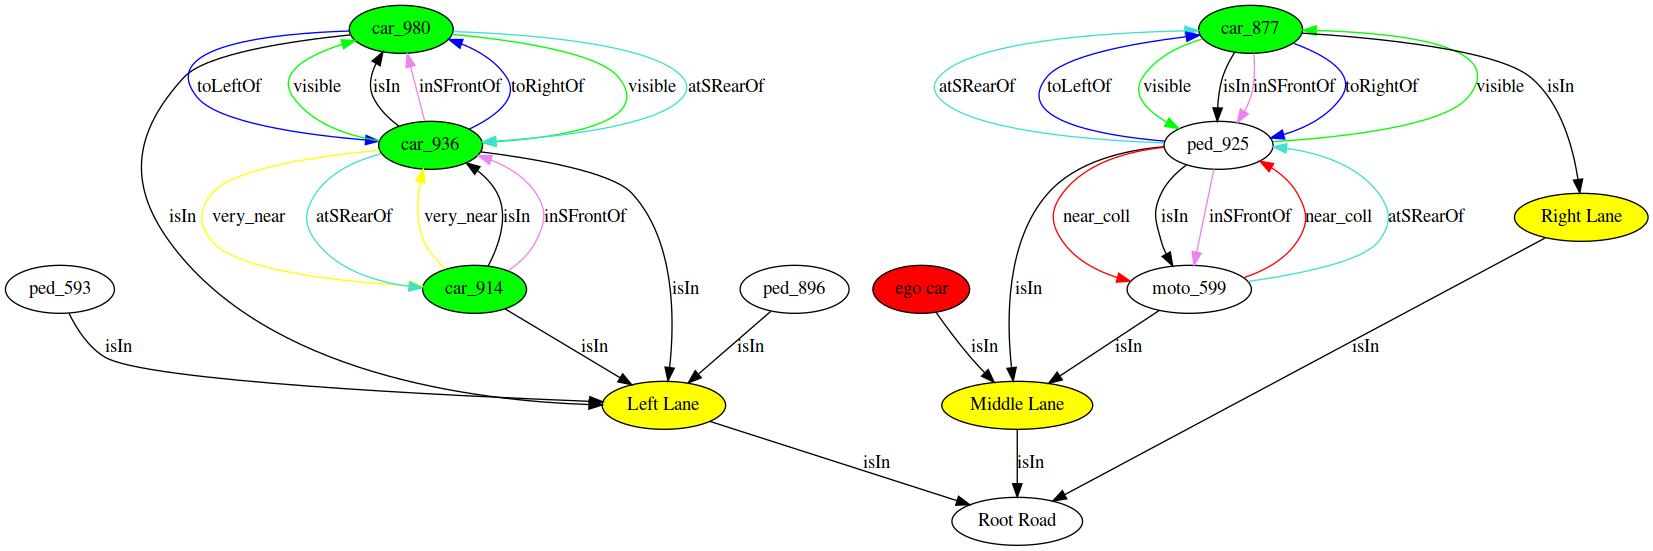 car_980
car_877
toLeftOf
visible
isIn
inSFrontOf
toRightOf
visible
atSRearOf
atSRearOf
toLeftOf
visible
isIn
inSFrontOf
toRightOf
visible
isIn
car_936
ped_925
isIn
very_near
atSRearOf
very_near
isIn
inSFrontOf
near_coll
isIn
inSFrontOf
near_coll
atSRearOf
Right Lane
ped_593
car_914
isIn
ped_896
ego car
isIn
moto_599
isIn
isIn
isIn
isIn
isIn
isIn
Left Lane
Middle Lane
isIn
isIn
Root Road